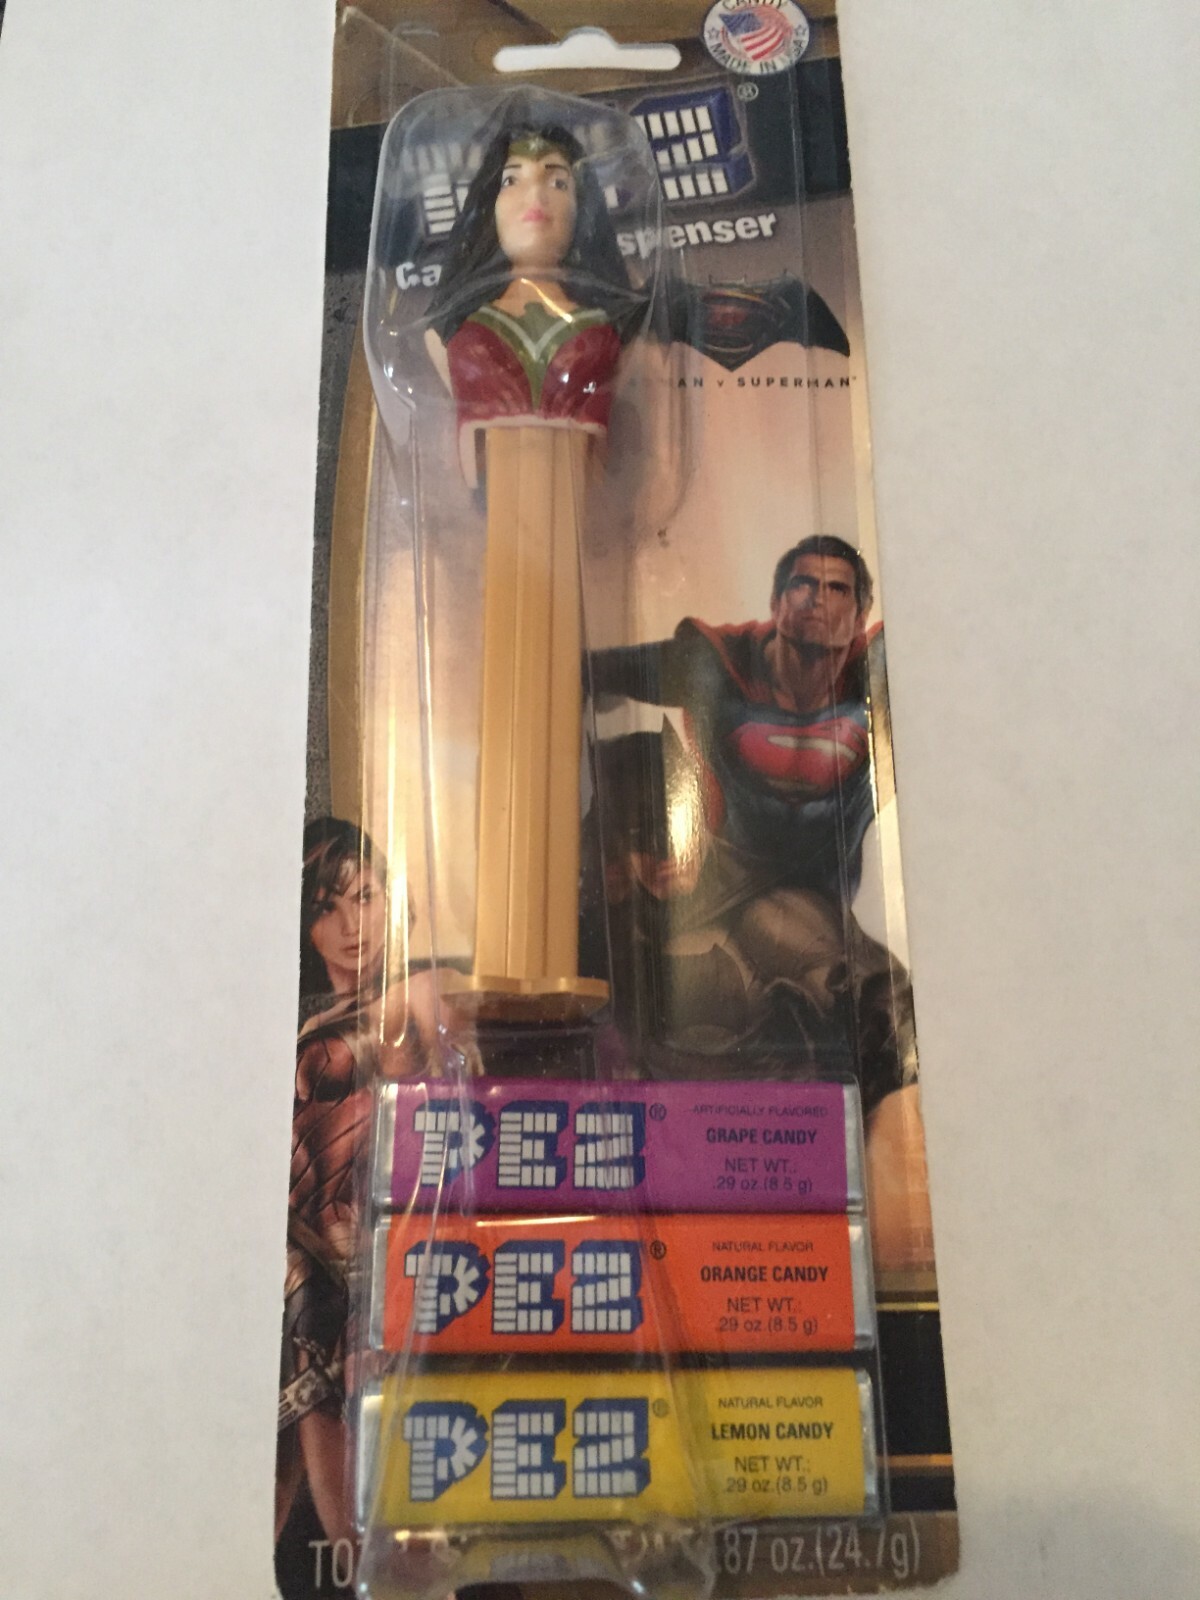 CANDY
MADE IN USA
®
Ca spenser
AN v SUPERMAN
PEZ®
ARTIFICIALLY FLAVORED
GRAPE CANDY
NET WT.:
.29 oz.(8.5 g)
PEZ®
NATURAL FLAVOR
ORANGE CANDY
NET WT.:
.29 oz.(8.5 g)
PEZ®
NATURAL FLAVOR
LEMON CANDY
NET WT.:
.29 oz.(8.5 g)
.87 oz.(24.7g)